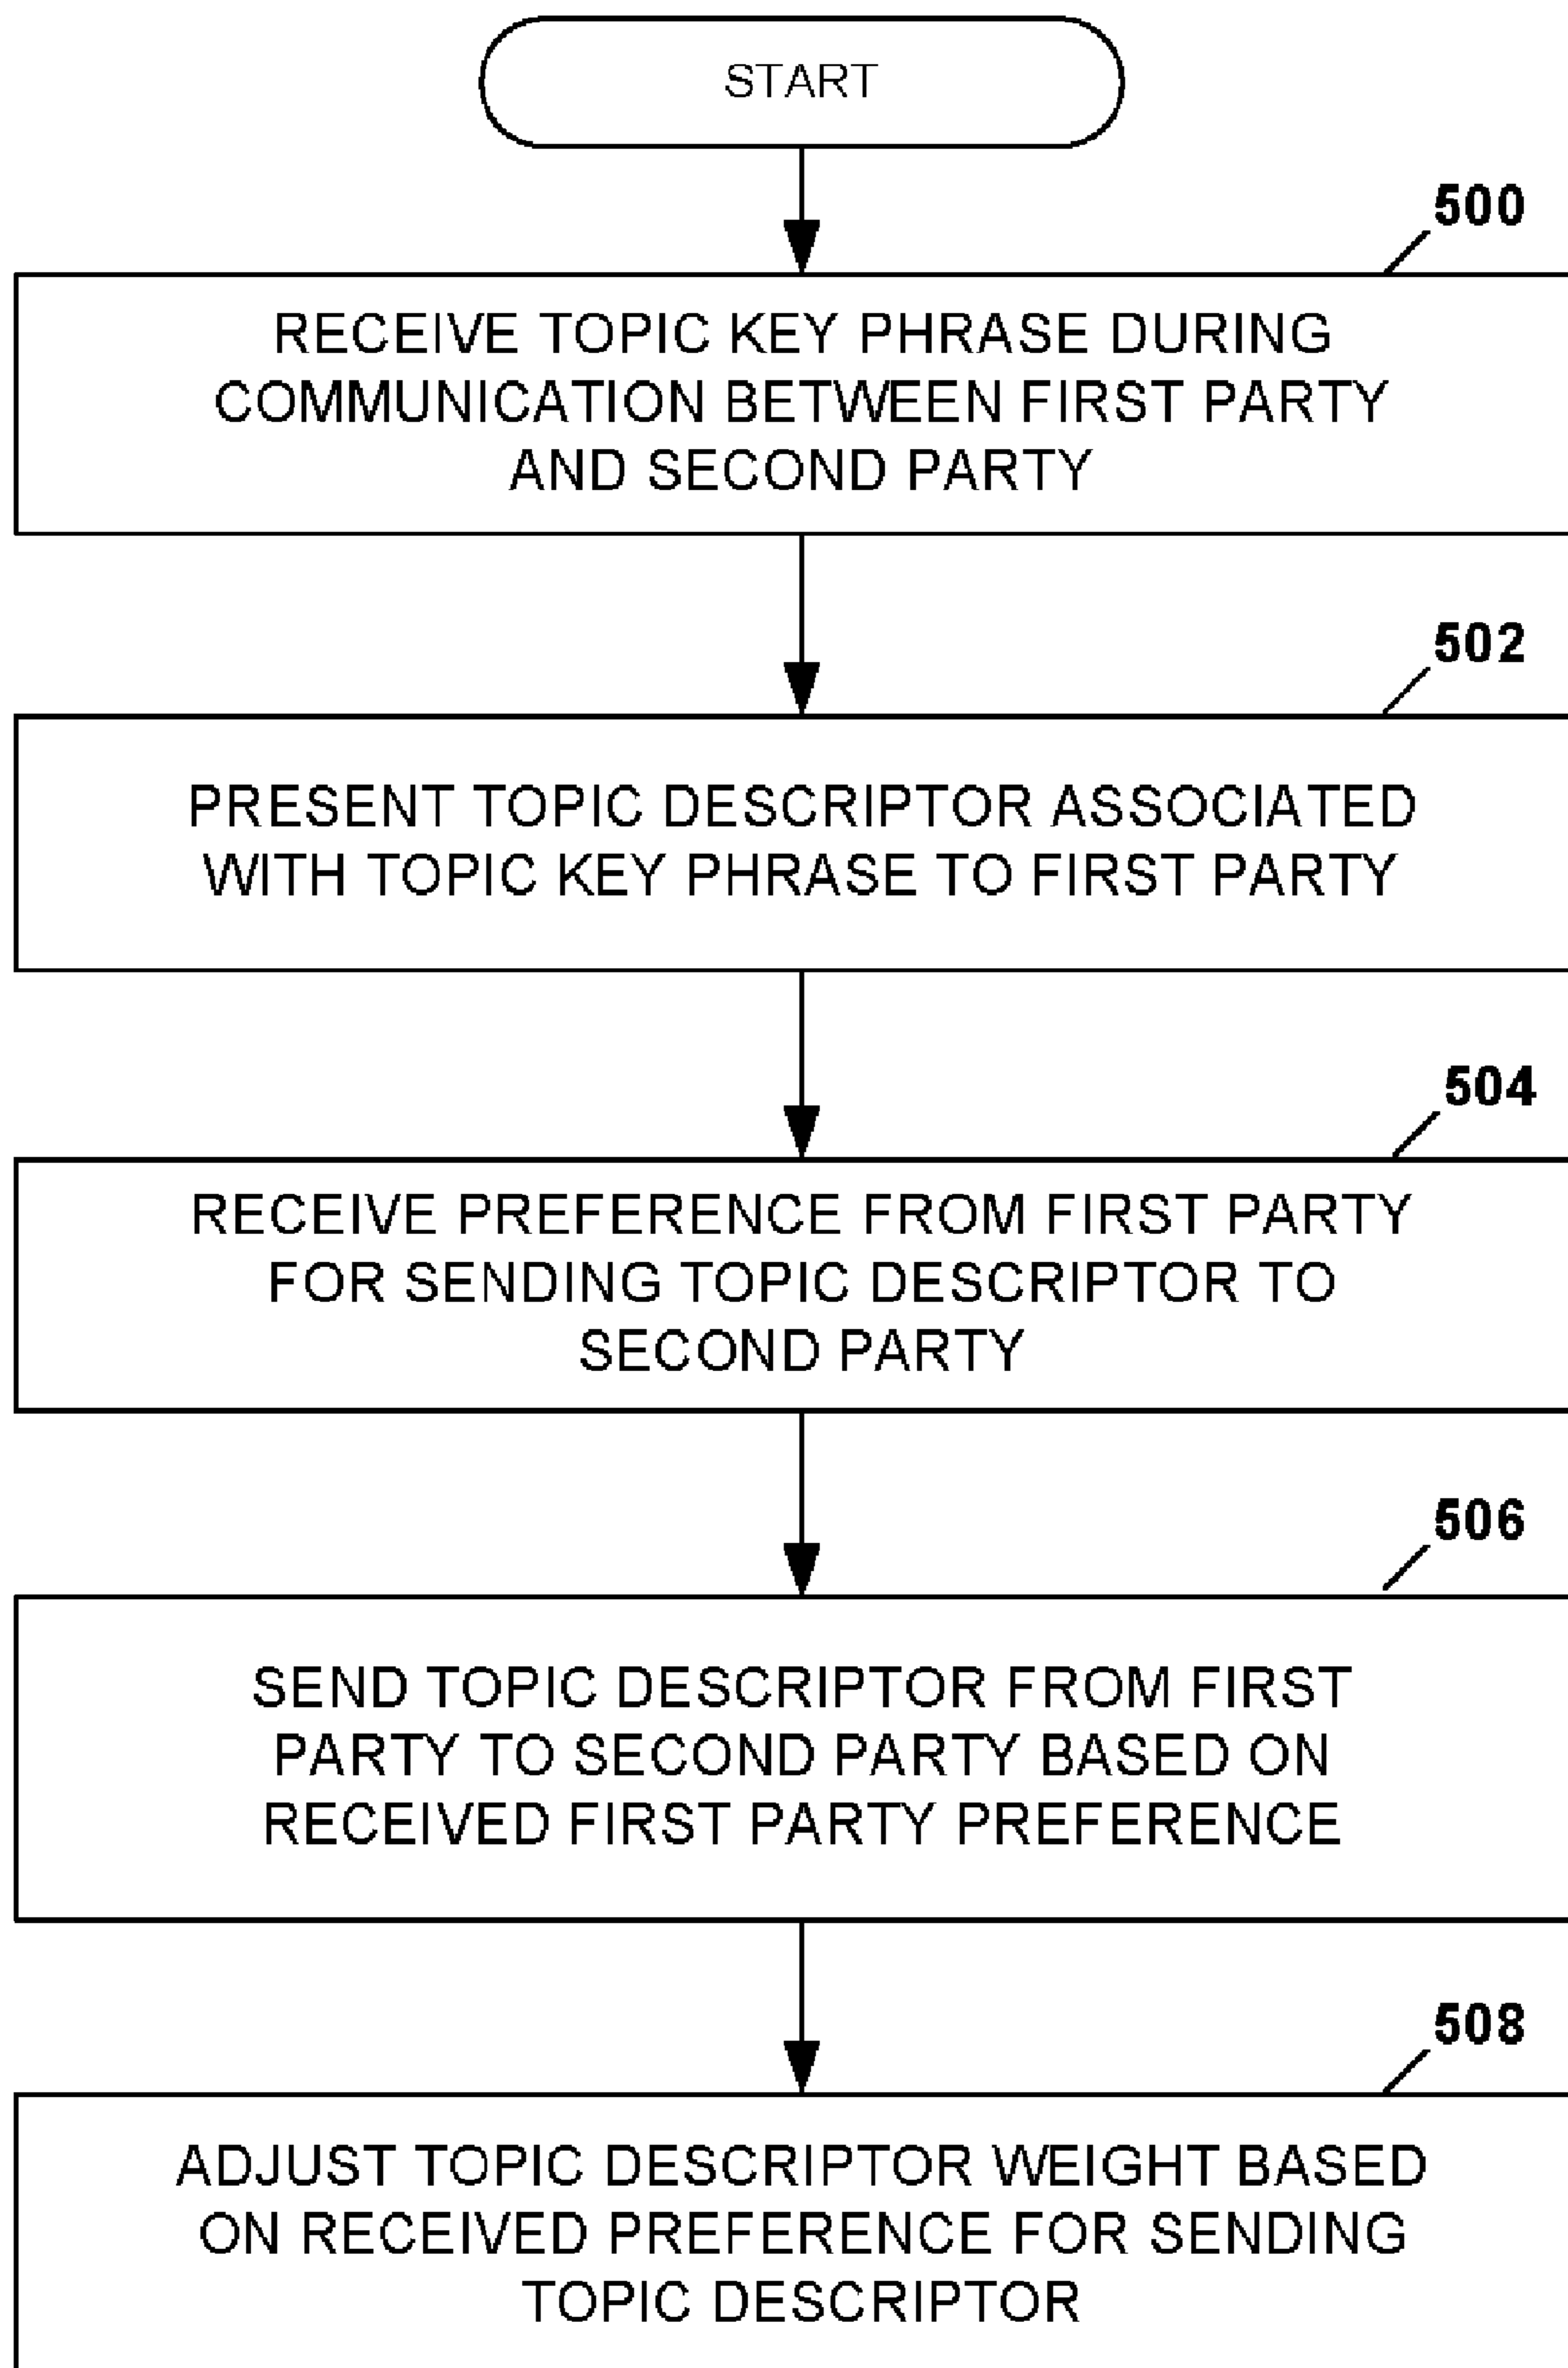 START
500
RECEIVE TOPIC KEY PHRASE DURING
COMMUNICATION BETWEEN FIRST PARTY
AND SECOND PARTY
502
PRESENT TOPIC DESCRIPTOR ASSOCIATED
WITH TOPIC KEY PHRASE TO FIRST PARTY
504
RECEIVE PREFERENCE FROM FIRST PARTY
FOR SENDING TOPIC DESCRIPTOR TO
SECOND PARTY
506
SEND TOPIC DESCRIPTOR FROM FIRST
PARTY TO SECOND PARTY BASED ON
RECEIVED FIRST PARTY PREFERENCE
508
ADJUST TOPIC DESCRIPTOR WEIGHT BASED
ON RECEIVED PREFERENCE FOR SENDING
TOPIC DESCRIPTOR